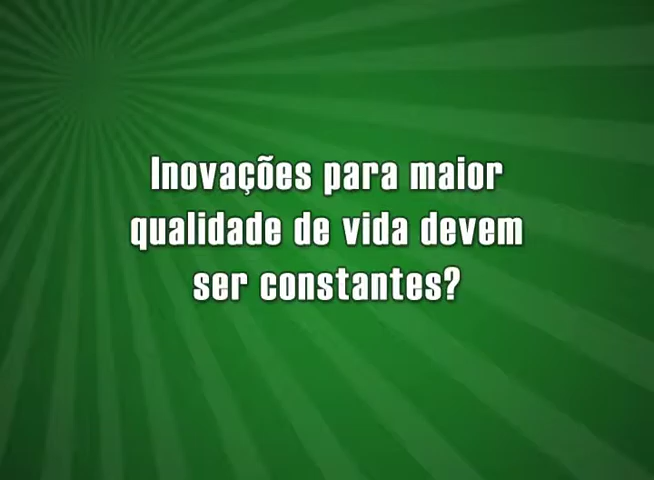 Inovações para maior
qualidade de vida devem
ser constantes?